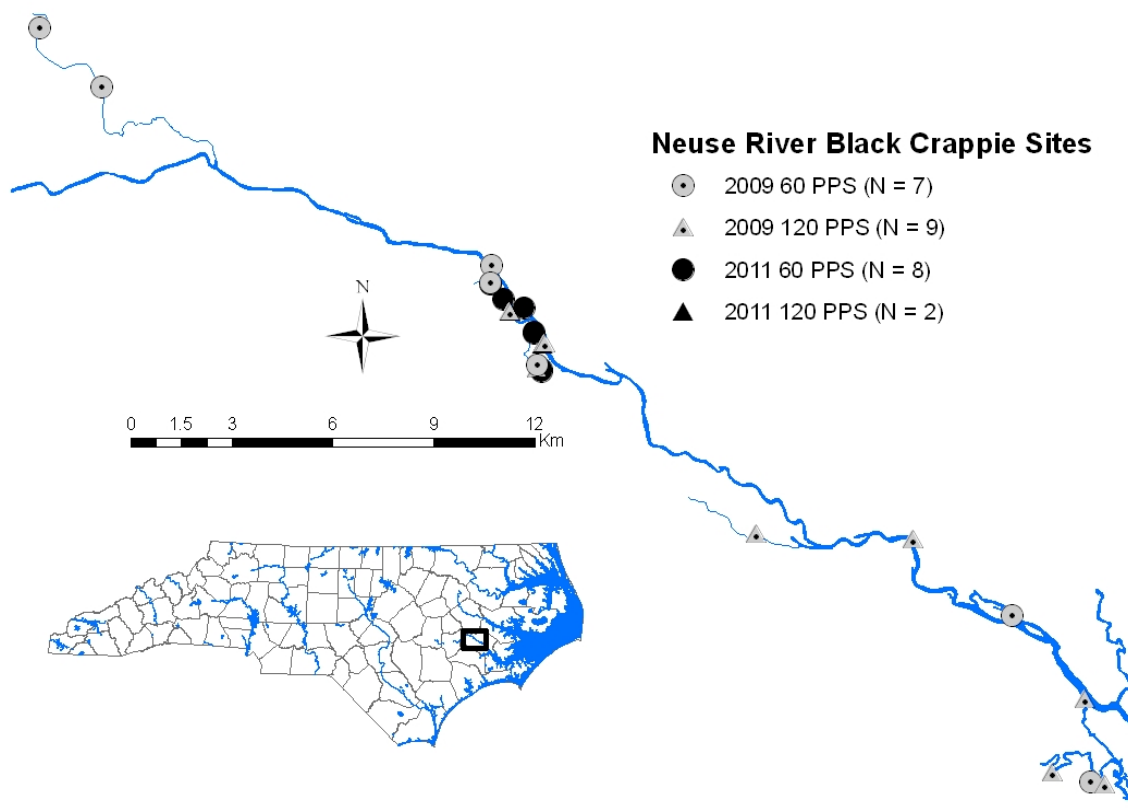 Neuse River Black Crappie Sites
2009 60 PPS (N = 7)
2009 120 PPS (N = 9)
2011 60 PPS (N = 8)
2011 120 PPS (N = 2)
N
0 1.5 3 6 9 12
Km